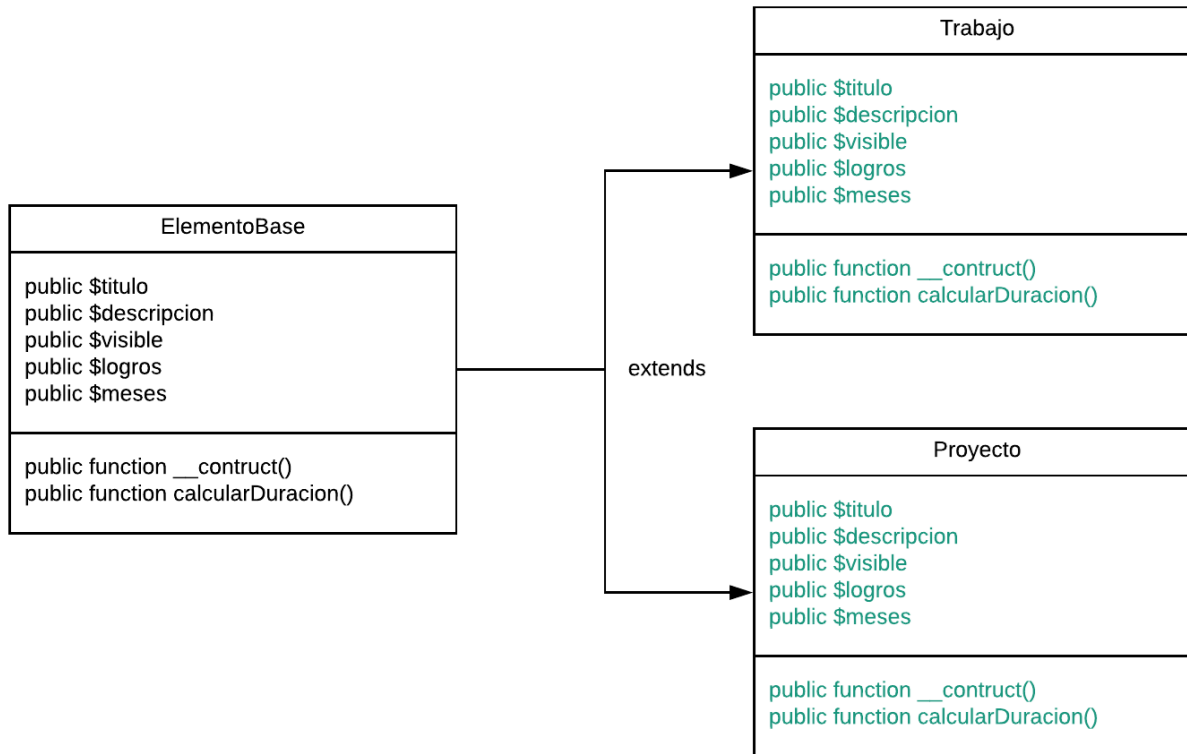 ElementoBase
public $titulo
public $descripcion
public $visible
public $logros
public $meses
public function __contruct()
public function calcularDuracion()
extends
Trabajo
public $titulo
public $descripcion
public $visible
public $logros
public $meses
public function __contruct()
public function calcularDuracion()
Proyecto
public $titulo
public $descripcion
public $visible
public $logros
public $meses
public function __contruct()
public function calcularDuracion()